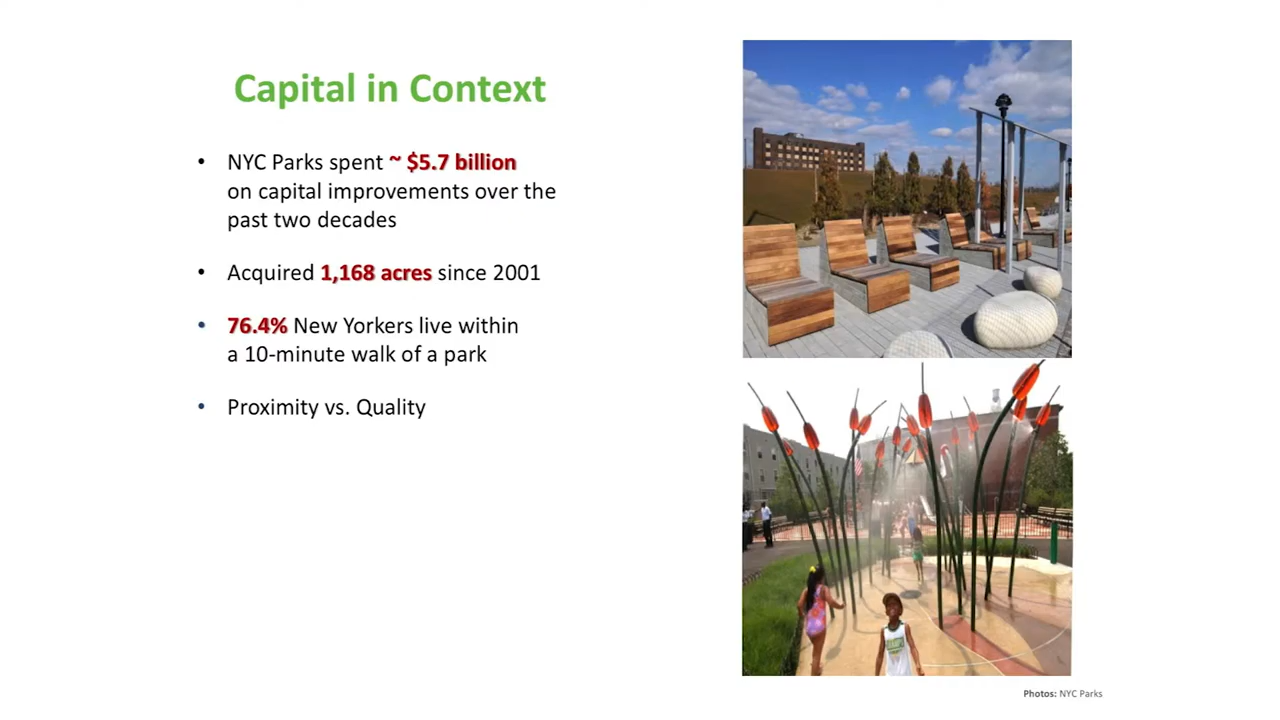 Capital in Context
• NYC Parks spent ~ $5.7 billion
on capital improvements over the
past two decades
• Acquired 1,168 acres since 2001
• 76.4% New Yorkers live within
a 10-minute walk of a park
• Proximity vs. Quality
Photos: NYC Parks